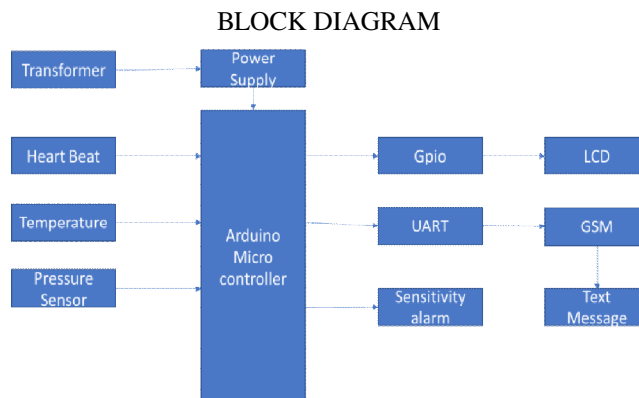 BLOCK DIAGRAM
Transformer
Power
Supply
Heart Beat
Gpio
LCD
Temperature
Arduino
Micro
controller
UART
GSM
Pressure
Sensor
Sensitivity
alarm
Text
Message